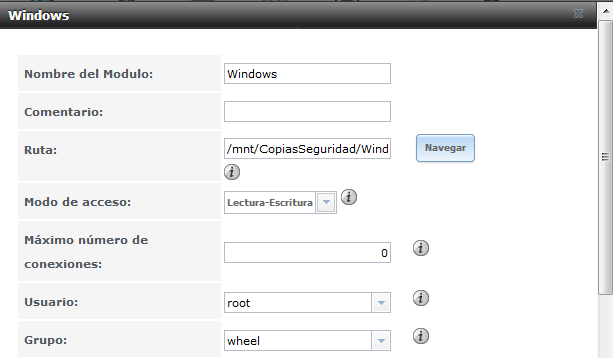 Windows
Nombre del Modulo:
Windows
Comentario:
Ruta:
/mnt/CopiasSeguridad/Wind
Navegar
Modo de acceso:
Lectura-Escritura
Máximo número de
conexiones:
0
Usuario:
root
Grupo:
wheel